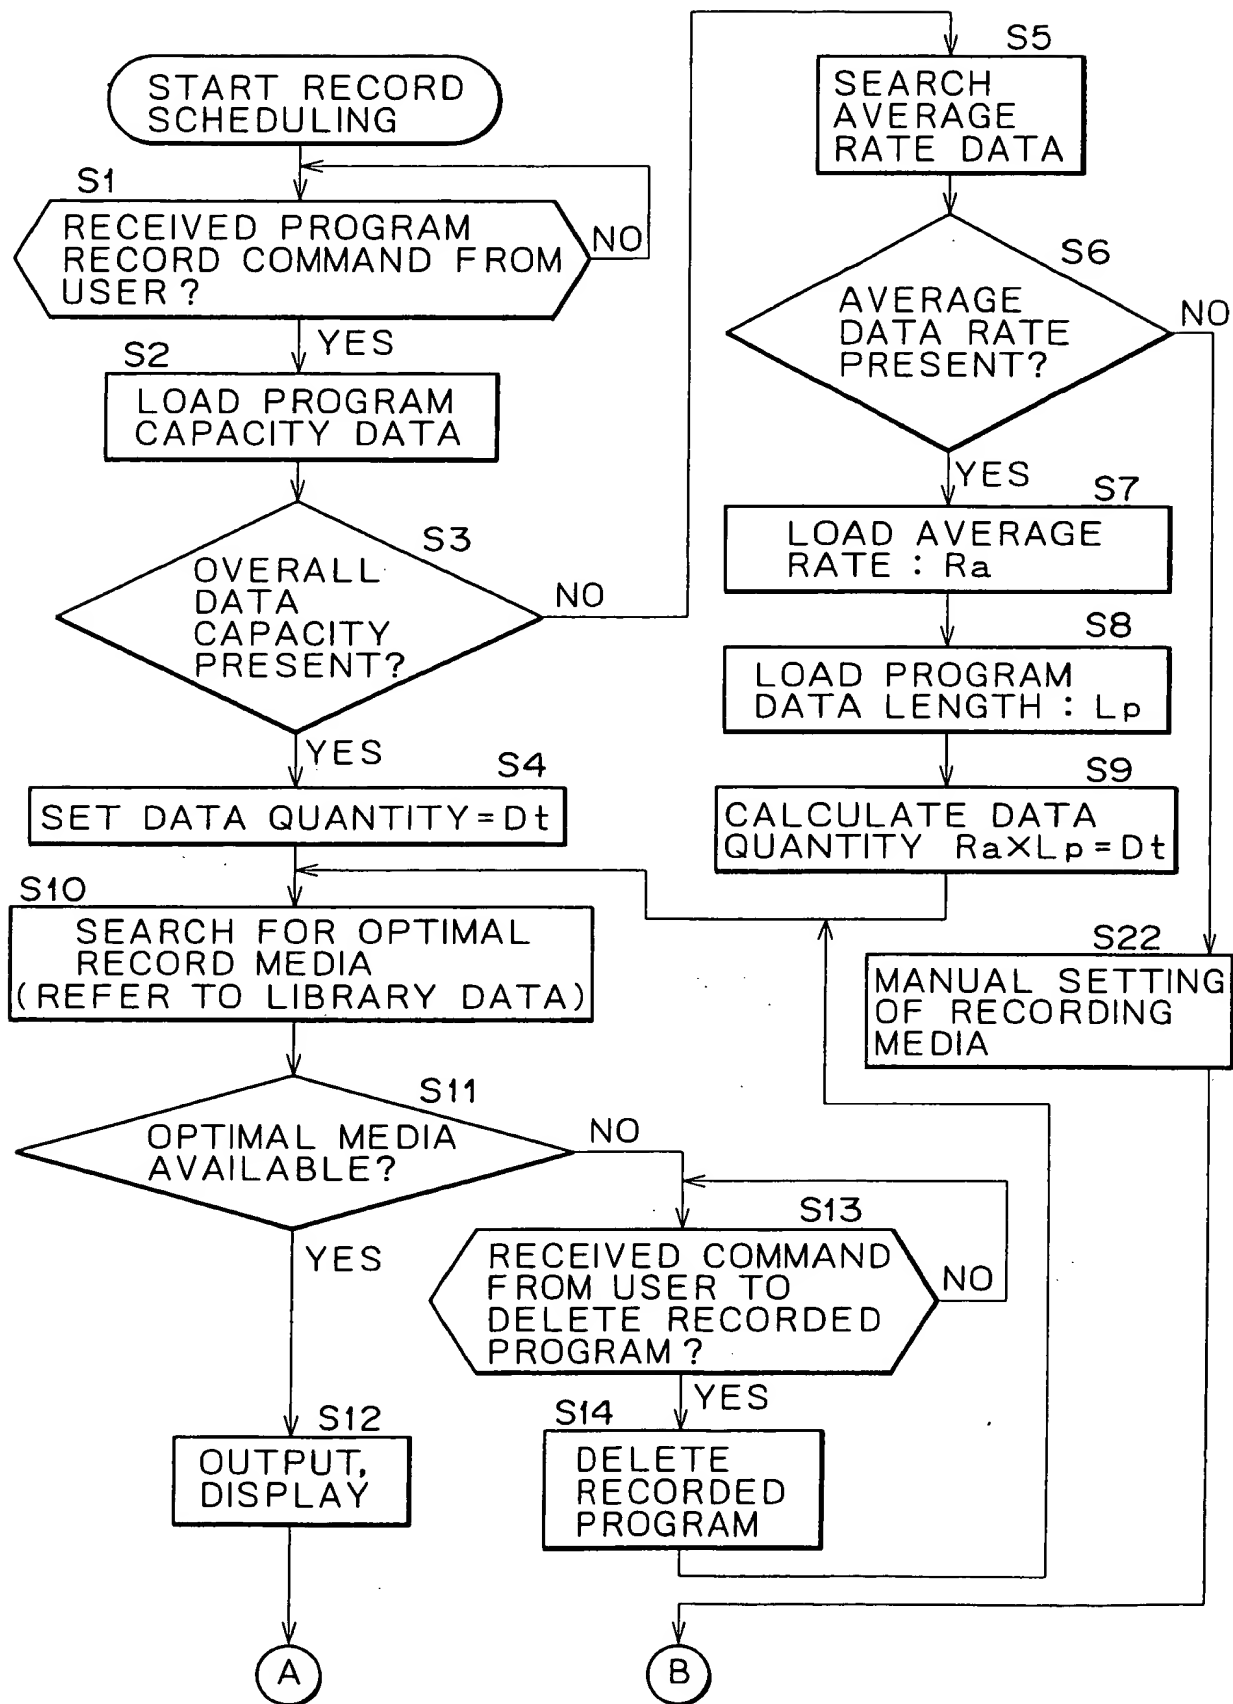 START RECORD
SCHEDULING
S1
RECEIVED PROGRAM
RECORD COMMAND FROM
USER?
NO
YES
S2
LOAD PROGRAM
CAPACITY DATA
S3
OVERALL
DATA
CAPACITY
PRESENT?
NO
YES
S4
SET DATA QUANTITY=Dt
S5
SEARCH
AVERAGE
RATE DATA
S6
AVERAGE
DATA RATE
PRESENT?
NO
YES
S7
LOAD AVERAGE
RATE : Ra
S8
LOAD PROGRAM
DATA LENGTH : Lp
S9
CALCULATE DATA
QUANTITY Ra×Lp=Dt
S10
SEARCH FOR OPTIMAL
RECORD MEDIA
(REFER TO LIBRARY DATA)
S22
MANUAL SETTING
OF RECORDING
MEDIA
S11
OPTIMAL MEDIA
AVAILABLE?
NO
YES
S13
RECEIVED COMMAND
FROM USER TO
DELETE RECORDED
PROGRAM?
NO
YES
S12
OUTPUT,
DISPLAY
S14
DELETE
RECORDED
PROGRAM
A
B